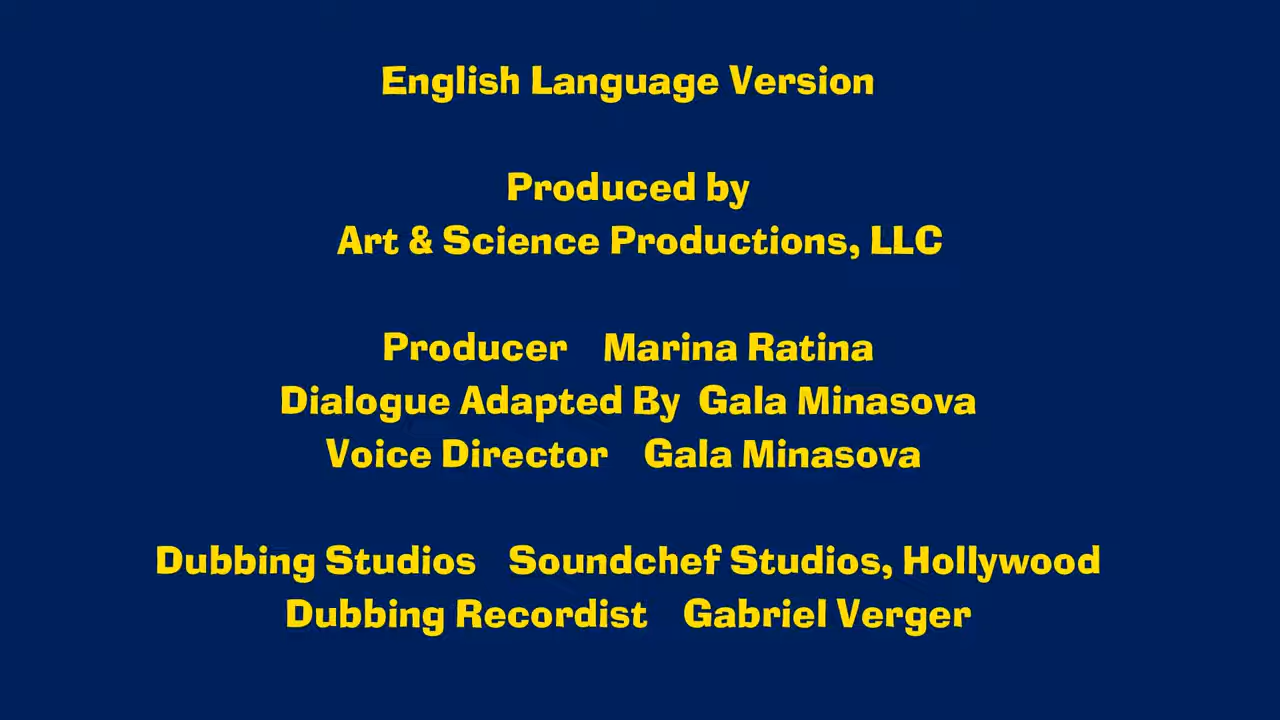 English Language Version
Produced by
Art & Science Productions, LLC
Producer Marina Ratina
Dialogue Adapted By Gala Minasova
Voice Director Gala Minasova
Dubbing Studios Soundchef Studios, Hollywood
Dubbing Recordist Gabriel Verger